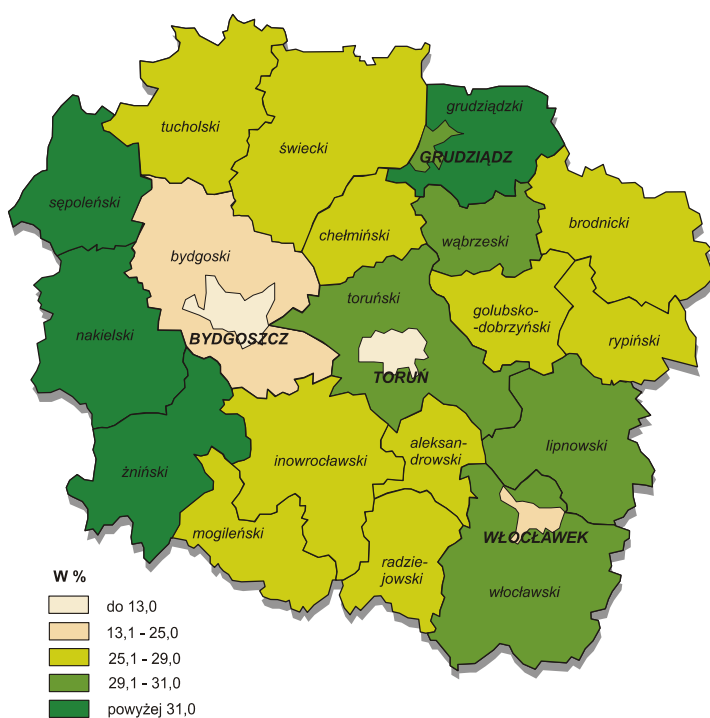 grudziądzki
tucholski
świecki
GRUDZIĄDZ
sępoleński
brodnicki
chełmiński
wąbrzeski
bydgoski
toruński
golubsko-
-dobrzyński
nakielski
BYDGOSZCZ
rypiński
TORUŃ
aleksan-
drowski
lipnowski
inowrocławski
żniński
mogileński
WŁOCŁAWEK
radzie-
jowski
włocławski
W %
do 13,0
13,1 - 25,0
25,1 - 29,0
29,1 - 31,0
powyżej 31,0